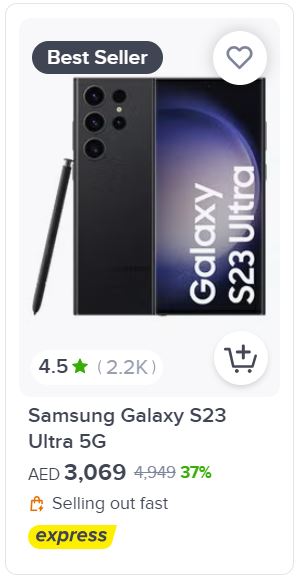 Best Seller
Galaxy
S23 Ultra
4.5 (2.2K)
Samsung Galaxy S23
Ultra 5G
AED 3,069 4,949 37%
Selling out fast
express